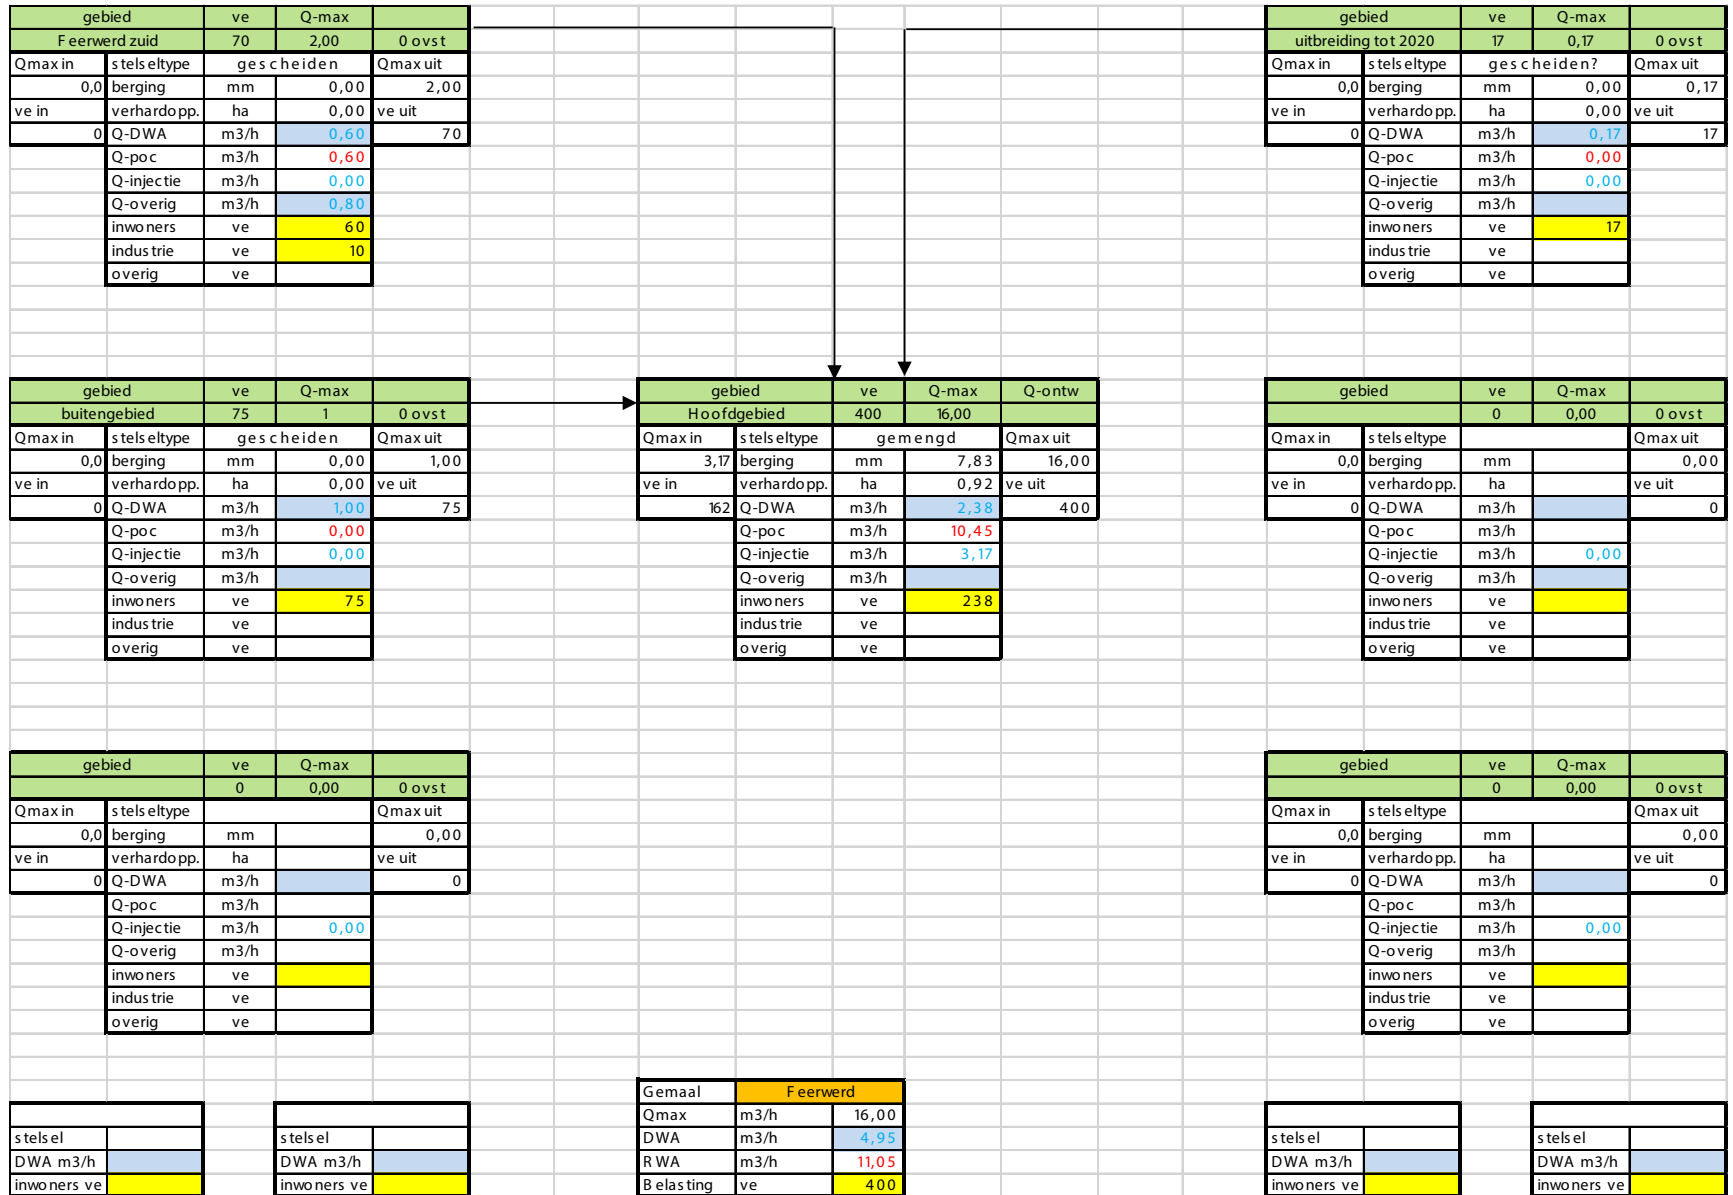 gebied ve Q-max
Feerwerd zuid 70 2,00 0 ovst
Qmax in stelseltype gescheiden Qmax uit
0,0 berging mm 0,00 2,00
ve in verhard opp. ha 0,00 ve uit
0 Q-DWA m3/h 0,60 70
Q-poc m3/h 0,60
Q-injectie m3/h 0,00
Q-overig m3/h 0,80
inwoners ve 60
industrie ve 10
overig ve
gebied ve Q-max
uitbreiding tot 2020 17 0,17 0 ovst
Qmax in stelseltype gescheiden? Qmax uit
0,0 berging mm 0,00 0,17
ve in verhard opp. ha 0,00 ve uit
0 Q-DWA m3/h 0,17 17
Q-poc m3/h 0,00
Q-injectie m3/h 0,00
Q-overig m3/h
inwoners ve 17
industrie ve
overig ve
gebied ve Q-max
buitengebied 75 1 0 ovst
Qmax in stelseltype gescheiden Qmax uit
0,0 berging mm 0,00 1,00
ve in verhard opp. ha 0,00 ve uit
0 Q-DWA m3/h 1,00 75
Q-poc m3/h 0,00
Q-injectie m3/h 0,00
Q-overig m3/h
inwoners ve 75
industrie ve
overig ve
gebied ve Q-max Q-ontw
Hoofdgebied 400 16,00
Qmax in stelseltype gemengd Qmax uit
3,17 berging mm 7,83 16,00
ve in verhard opp. ha 0,92 ve uit
162 Q-DWA m3/h 2,38 400
Q-poc m3/h 10,45
Q-injectie m3/h 3,17
Q-overig m3/h
inwoners ve 238
industrie ve
overig ve
gebied ve Q-max
0 0,00 0 ovst
Qmax in stelseltype Qmax uit
0,0 berging mm 0,00
ve in verhard opp. ha ve uit
0 Q-DWA m3/h 0
Q-poc m3/h
Q-injectie m3/h 0,00
Q-overig m3/h
inwoners ve
industrie ve
overig ve
gebied ve Q-max
0 0,00 0 ovst
Qmax in stelseltype Qmax uit
0,0 berging mm 0,00
ve in verhard opp. ha ve uit
0 Q-DWA m3/h 0
Q-poc m3/h
Q-injectie m3/h 0,00
Q-overig m3/h
inwoners ve
industrie ve
overig ve
gebied ve Q-max
0 0,00 0 ovst
Qmax in stelseltype Qmax uit
0,0 berging mm 0,00
ve in verhard opp. ha ve uit
0 Q-DWA m3/h 0
Q-poc m3/h
Q-injectie m3/h 0,00
Q-overig m3/h
inwoners ve
industrie ve
overig ve
stelsel
DWA m3/h
inwoners ve
stelsel
DWA m3/h
inwoners ve
Gemaal Feerwerd
Qmax m3/h 16,00
DWA m3/h 4,95
RWA m3/h 11,05
Belasting ve 400
stelsel
DWA m3/h
inwoners ve
stelsel
DWA m3/h
inwoners ve